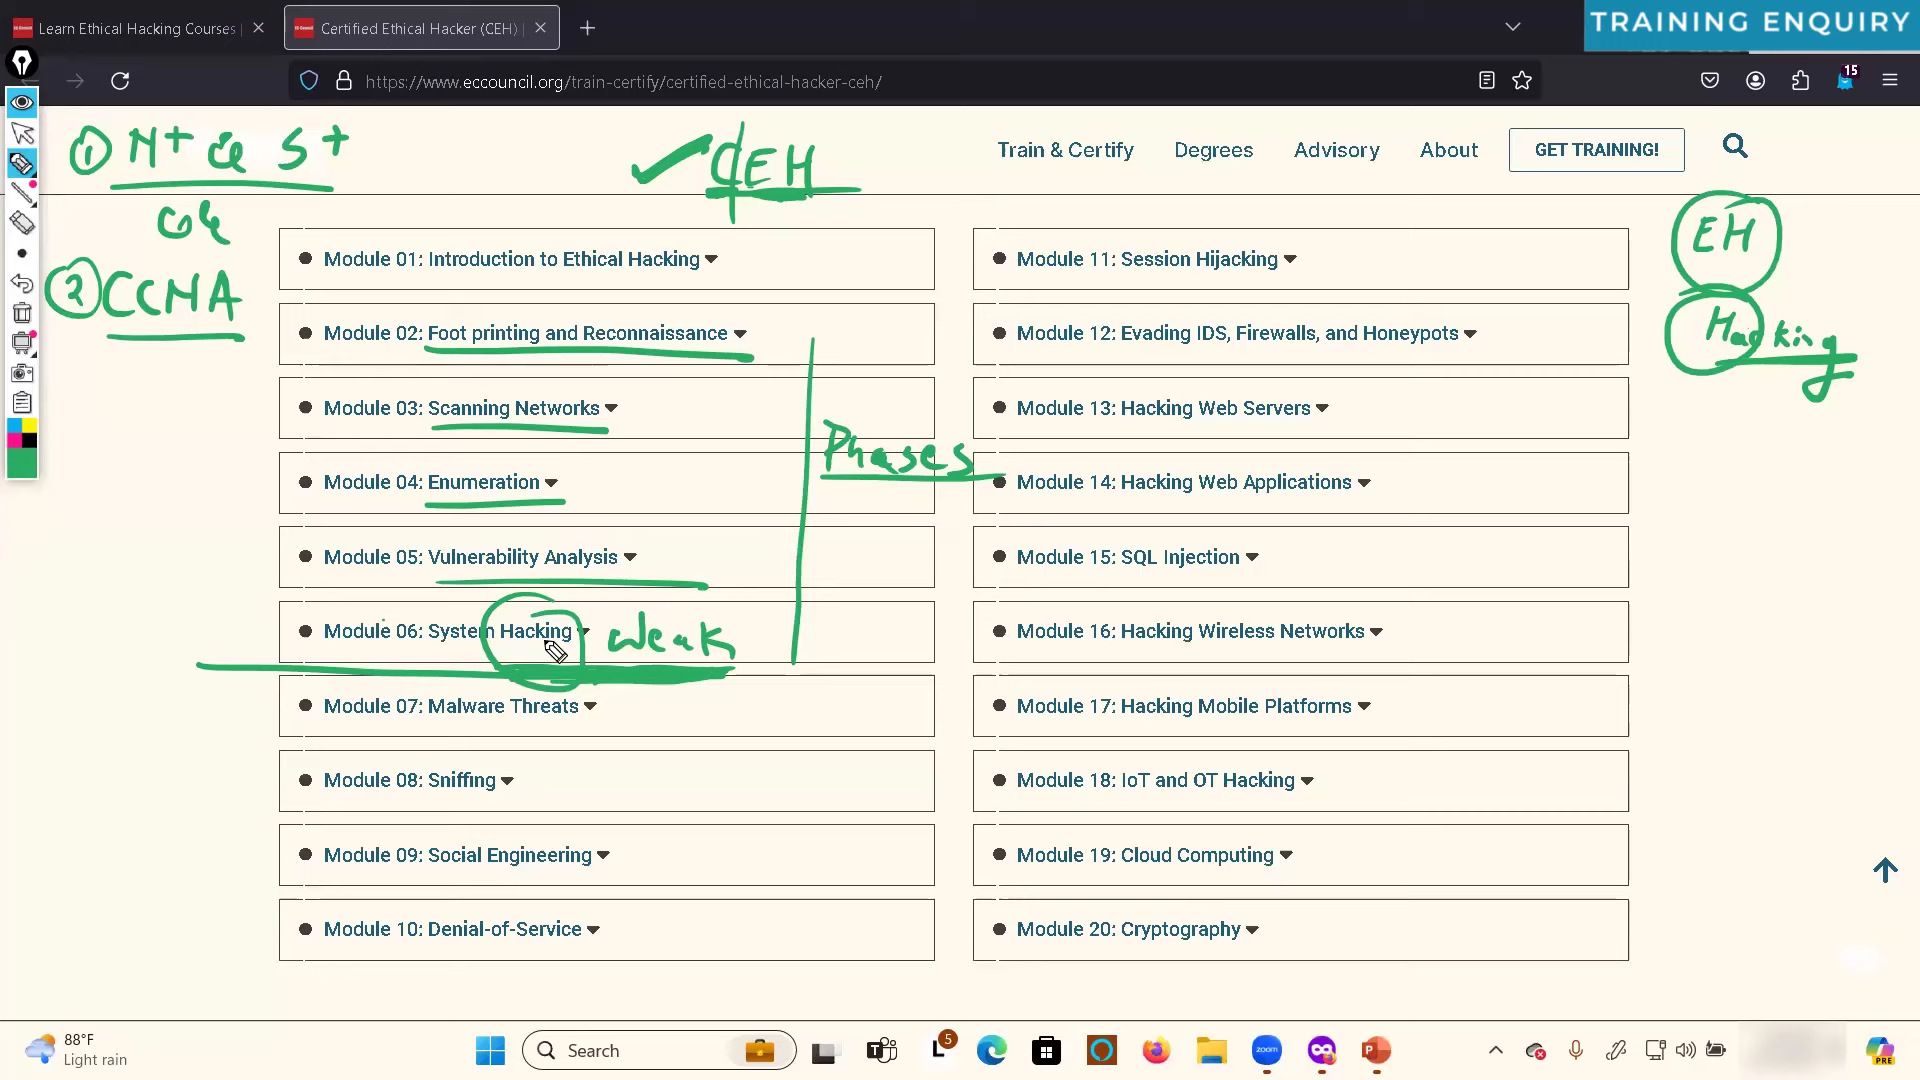 Learn Ethical Hacking Courses |
Certified Ethical Hacker (CEH) |
TRAINING ENQUIRY
https://www.eccouncil.org/train-certify/certified-ethical-hacker-ceh/
15
① N+ & S+
CEH
Train & Certify
Degrees
Advisory
About
GET TRAINING!
② CCNA
EH
Hacking
Module 01: Introduction to Ethical Hacking
Module 02: Foot printing and Reconnaissance
Module 03: Scanning Networks
Module 04: Enumeration
Module 05: Vulnerability Analysis
Module 06: System Hacking
Weak
Module 07: Malware Threats
Module 08: Sniffing
Module 09: Social Engineering
Module 10: Denial-of-Service
Phases
Module 11: Session Hijacking
Module 12: Evading IDS, Firewalls, and Honeypots
Module 13: Hacking Web Servers
Module 14: Hacking Web Applications
Module 15: SQL Injection
Module 16: Hacking Wireless Networks
Module 17: Hacking Mobile Platforms
Module 18: IoT and OT Hacking
Module 19: Cloud Computing
Module 20: Cryptography
88°F
Light rain
Search
5
zoom
PRE